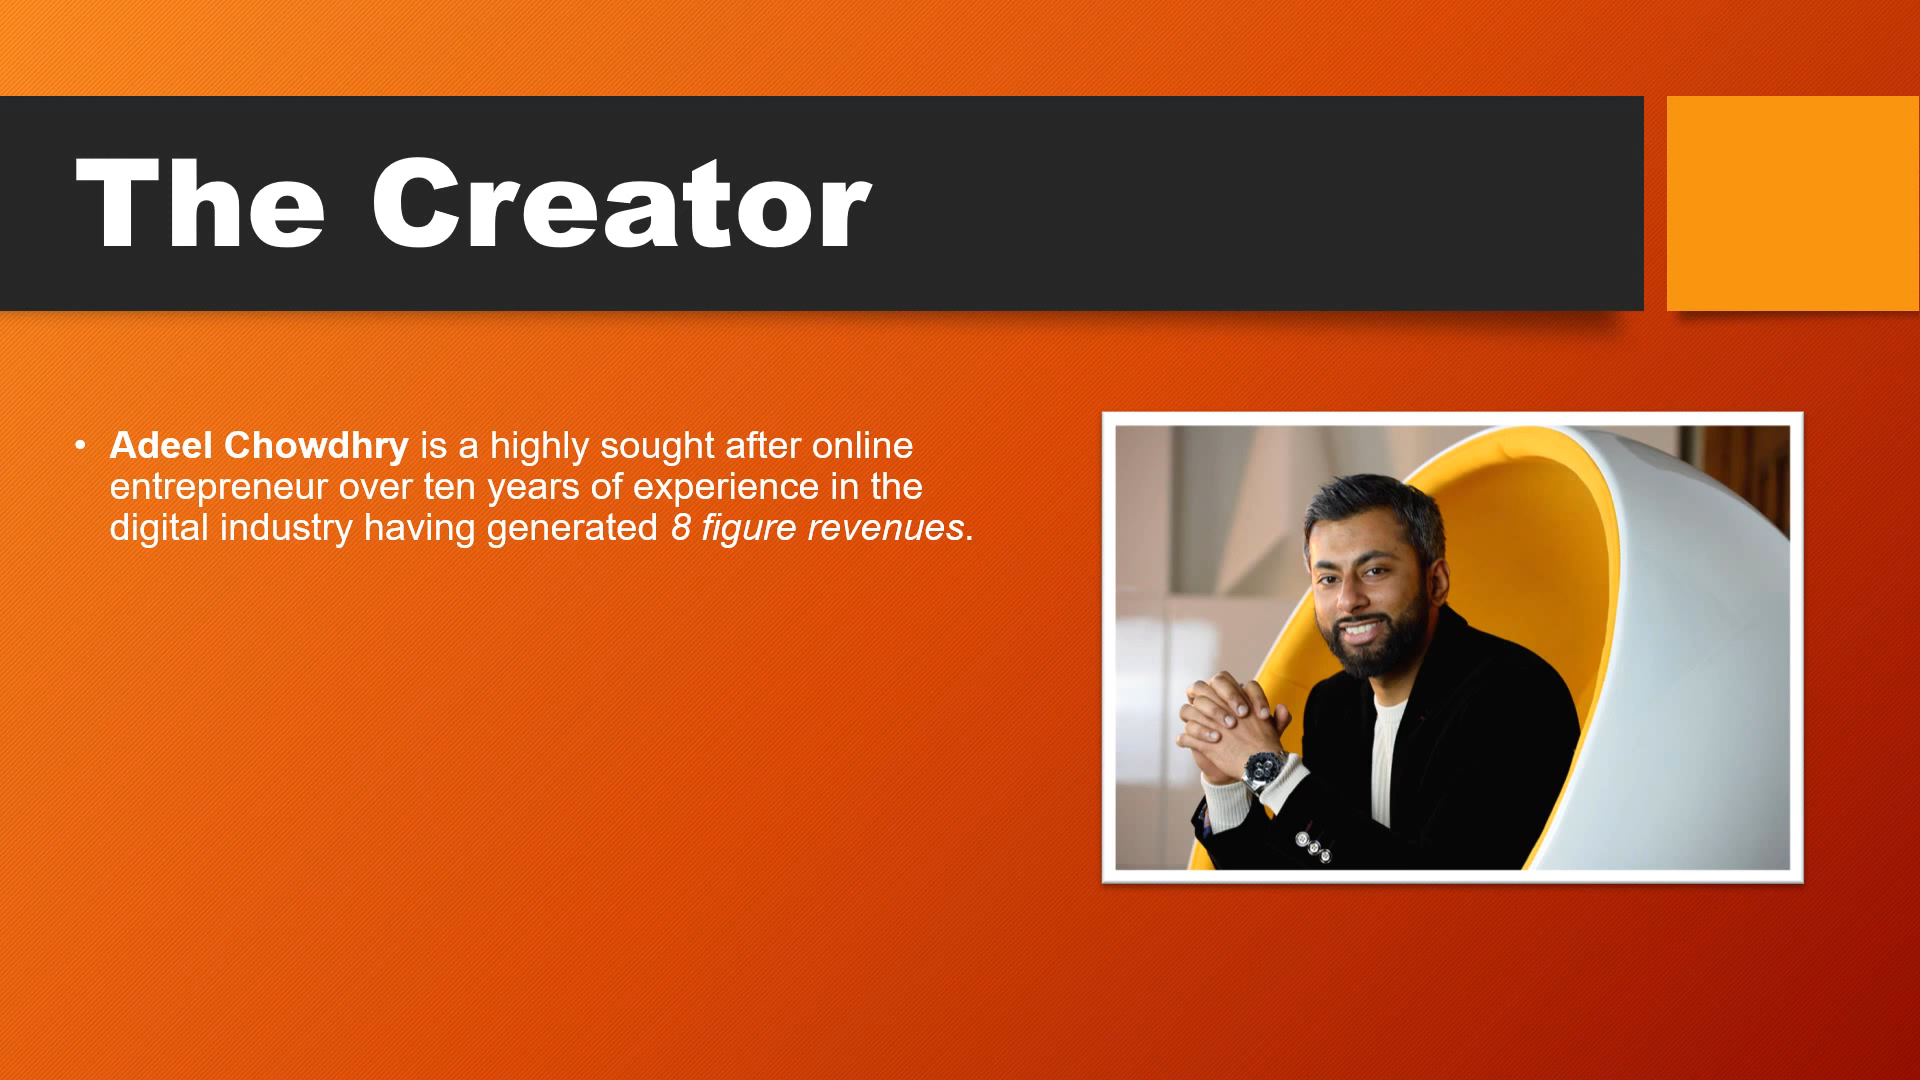 The Creator
• Adeel Chowdhry is a highly sought after online
entrepreneur over ten years of experience in the
digital industry having generated 8 figure revenues.